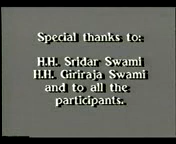 Special thanks to:
H.H. Sridar Swami
H.H. Giriraja Swami
and to all the
participants.